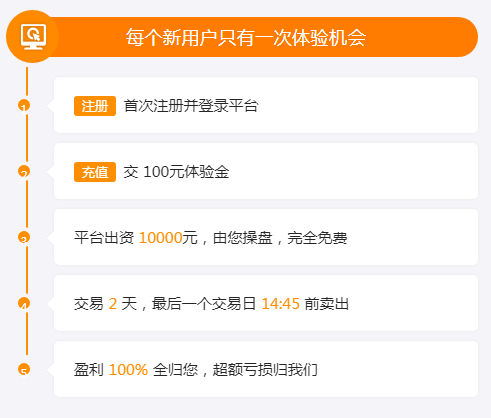 每个新用户只有一次体验机会
1 注册 首次注册并登录平台
2 充值 交 100元体验金
3 平台出资 10000元，由您操盘，完全免费
4 交易 2 天，最后一个交易日 14:45 前卖出
5 盈利 100% 全归您，超额亏损归我们